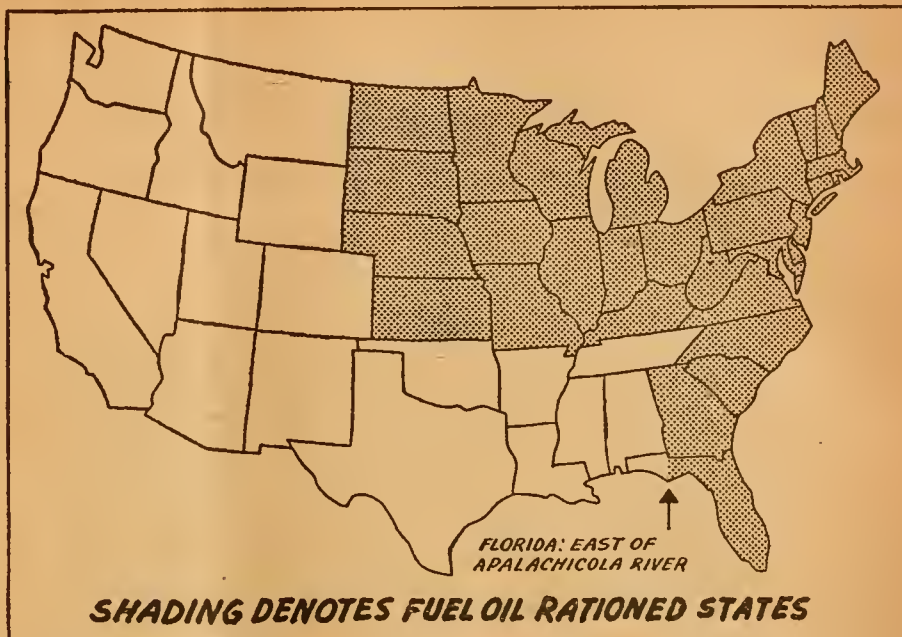 FLORIDA: EAST OF
APALACHICOLA RIVER
SHADING DENOTES FUEL OIL RATIONED STATES